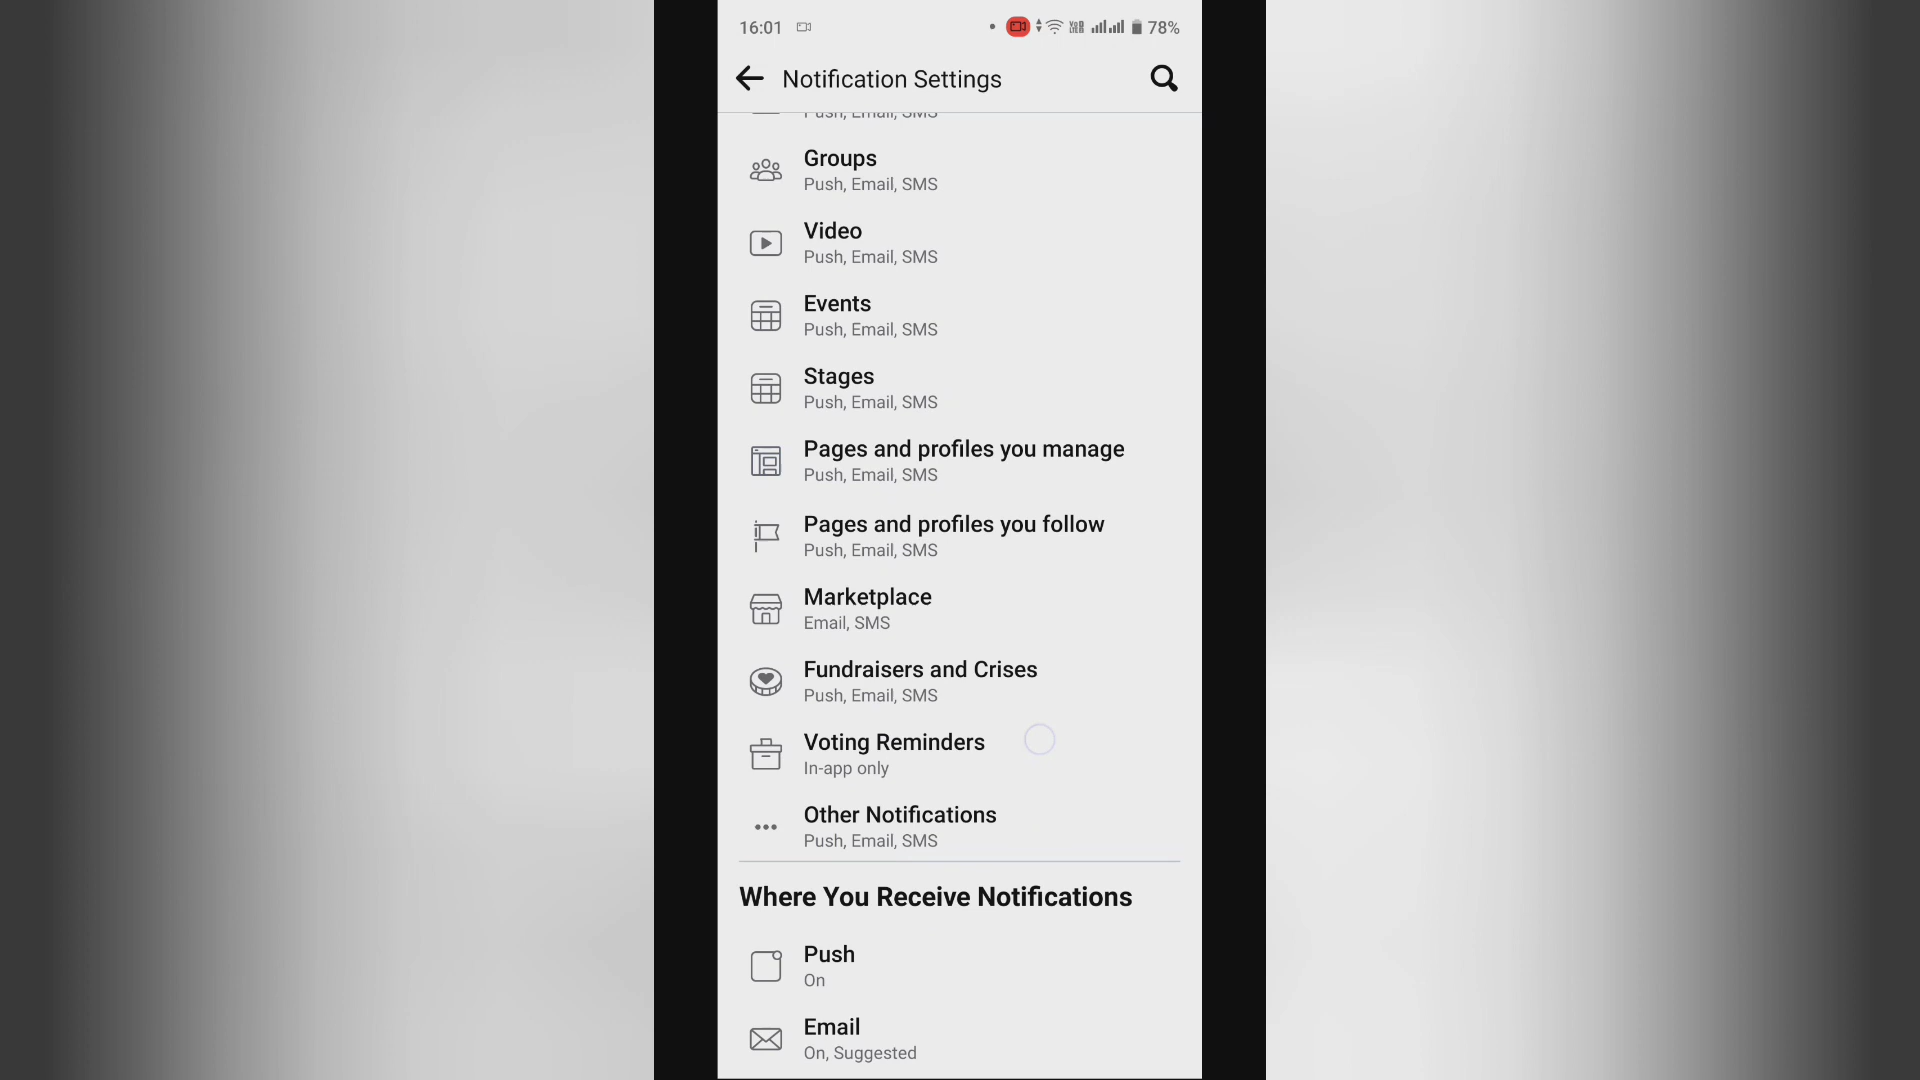 16:01 78%
Notification Settings
Push, Email, SMS
Groups
Push, Email, SMS
Video
Push, Email, SMS
Events
Push, Email, SMS
Stages
Push, Email, SMS
Pages and profiles you manage
Push, Email, SMS
Pages and profiles you follow
Push, Email, SMS
Marketplace
Email, SMS
Fundraisers and Crises
Push, Email, SMS
Voting Reminders
In-app only
Other Notifications
Push, Email, SMS
Where You Receive Notifications
Push
On
Email
On, Suggested